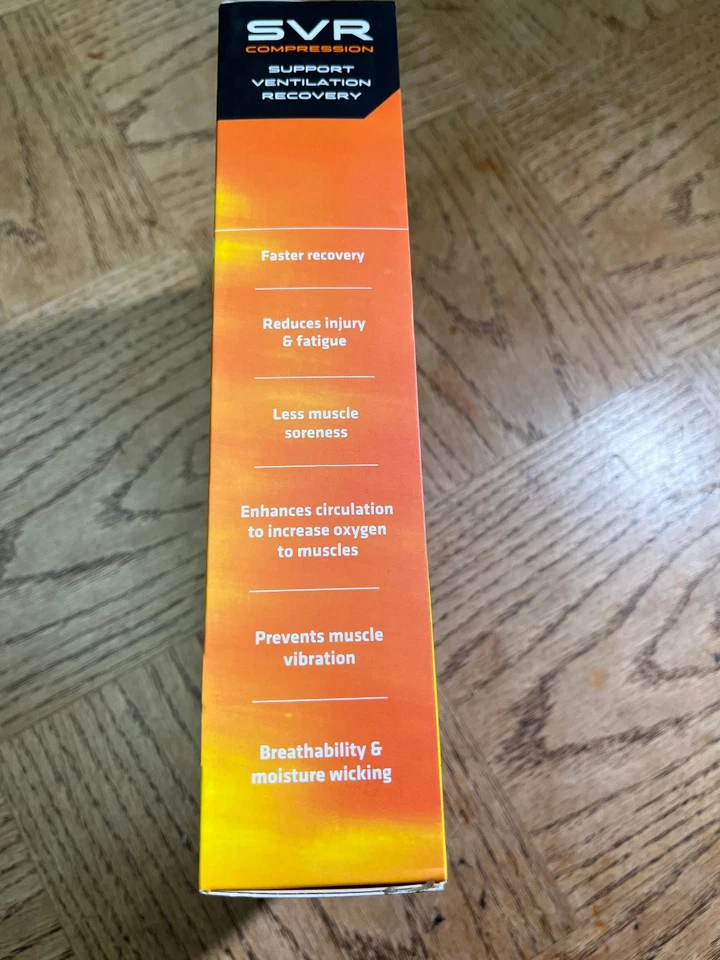 SVR
COMPRESSION
SUPPORT
VENTILATION
RECOVERY
Faster recovery
Reduces injury
& fatigue
Less muscle
soreness
Enhances circulation
to increase oxygen
to muscles
Prevents muscle
vibration
Breathability &
moisture wicking